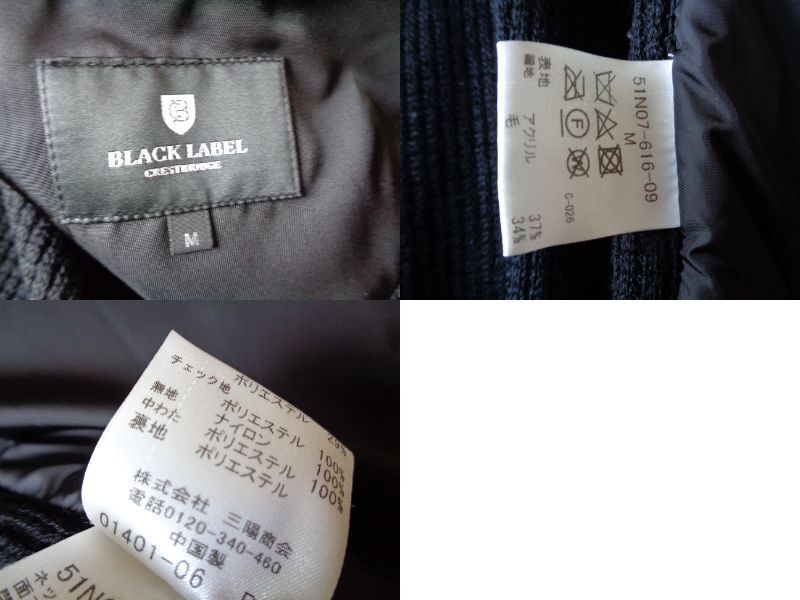 BLACK LABEL
CRESTBRIDGE
M
51N07-616-09
M
C-026
表地
編地
アクリル 37%
毛 34%
ポリエステル 29%
チェック地
ポリエステル
無地 ナイロン 100%
中わた ポリエステル 100%
裏地 ポリエステル 100%
株式会社 三陽商会
電話0120-340-460
中国製
01401-06